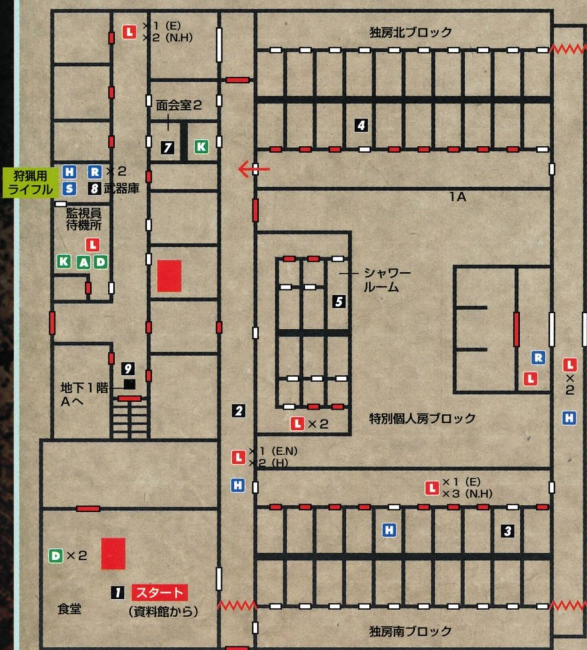 L ×1 (E)
×2 (N.H)
独房北ブロック
面会室2
4
7
K
狩猟用
ライフル
H R ×2
S 8 武器庫
監視員
待機所
L
K A D
1A
シャワー
ルーム
5
R
L
L
×
2
H
9
地下1階
Aへ
2
L ×2
特別個人房ブロック
L ×1 (E.N)
×2 (H)
H
L ×1 (E)
×3 (N.H)
H
3
D ×2
1 スタート
(資料館から)
食堂
独房南ブロック